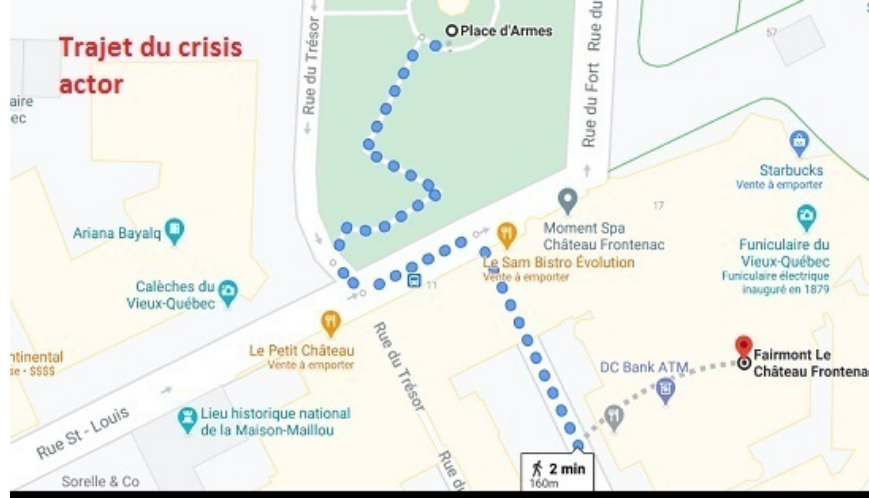 Trajet du crisis
actor
Place d'Armes
Rue du Trésor
Rue du Fort
Rue du
57
aire
ec
Starbucks
Vente à emporter
17
Ariana Bayalq
Moment Spa
Château Frontenac
Funiculaire du
Vieux-Québec
Funiculaire électrique
inauguré en 1879
Le Sam Bistro Évolution
Vente à emporter
Calèches du
Vieux-Québec
11
Le Petit Château
Vente à emporter
ntinental
se · $$$$
Rue du Trésor
DC Bank ATM
Fairmont Le
Château Frontena
Lieu historique national
de la Maison-Maillou
Rue St - Louis
Rue du
2 min
160m
Sorelle & Co